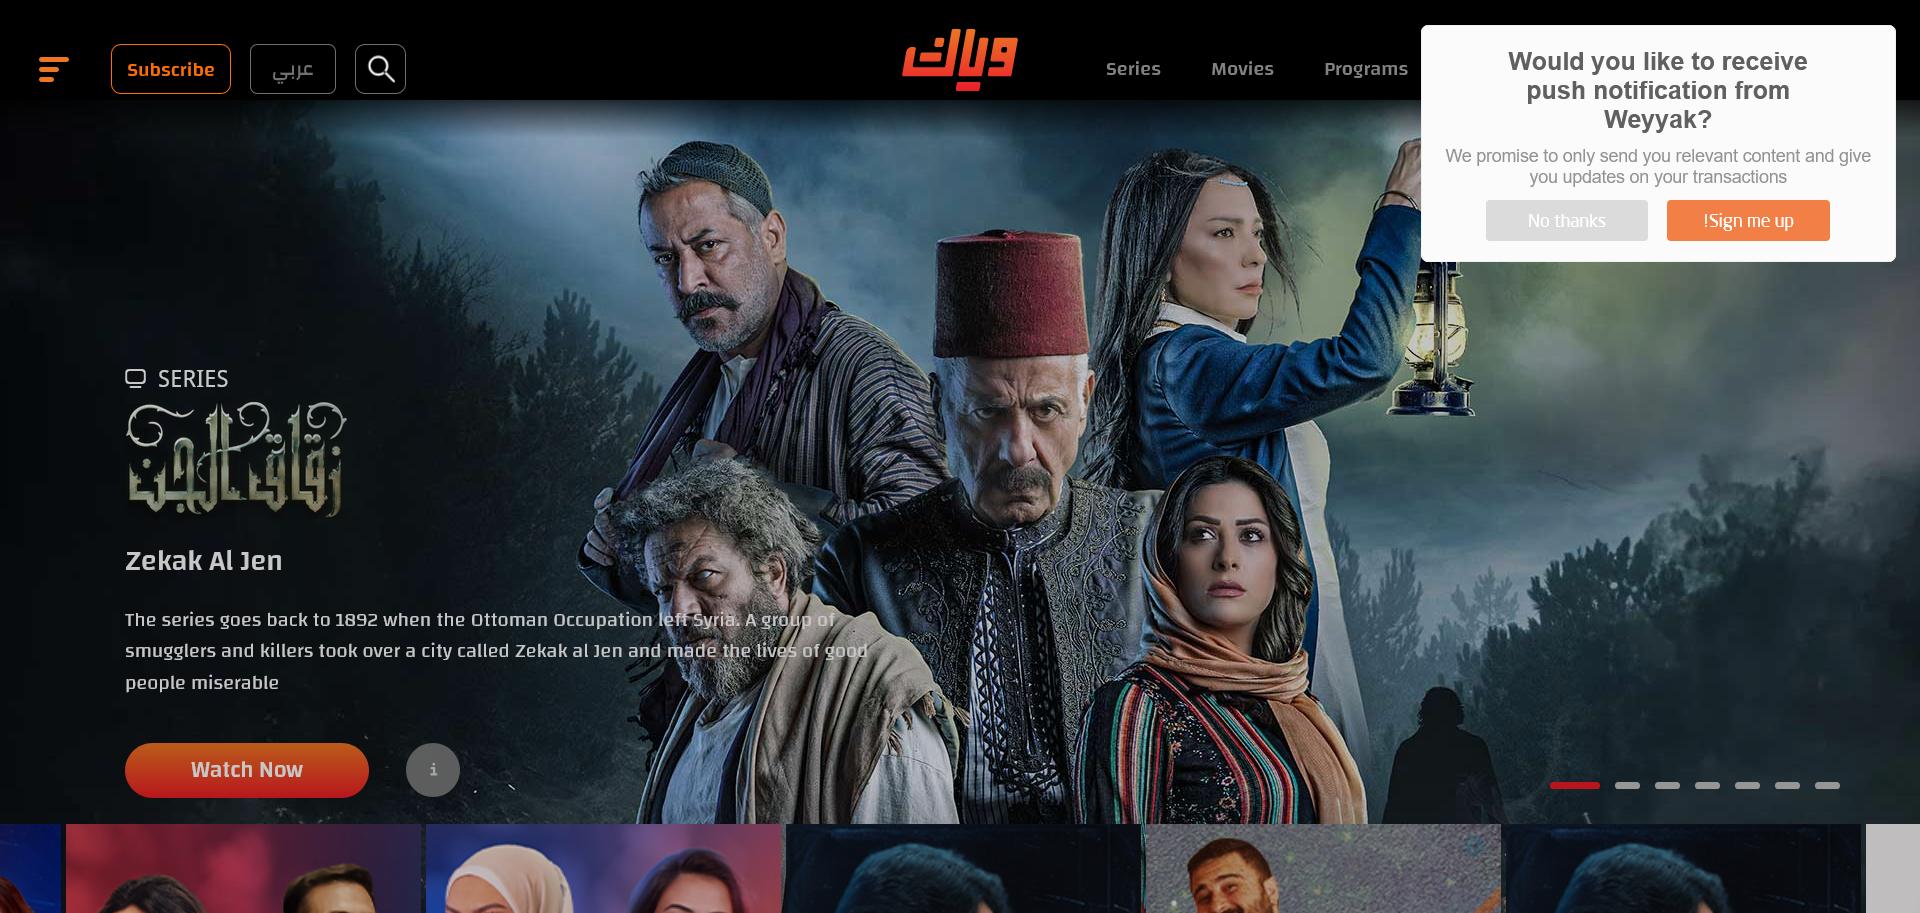 Subscribe
عربي
وياك
Series
Movies
Programs
Would you like to receive
push notification from
Weyyak?
We promise to only send you relevant content and give
you updates on your transactions
No thanks
!Sign me up
SERIES
زقاق الجن
Zekak Al Jen
The series goes back to 1892 when the Ottoman Occupation left Syria. A group of
smugglers and killers took over a city called Zekak al Jen and made the lives of good
people miserable
Watch Now
i